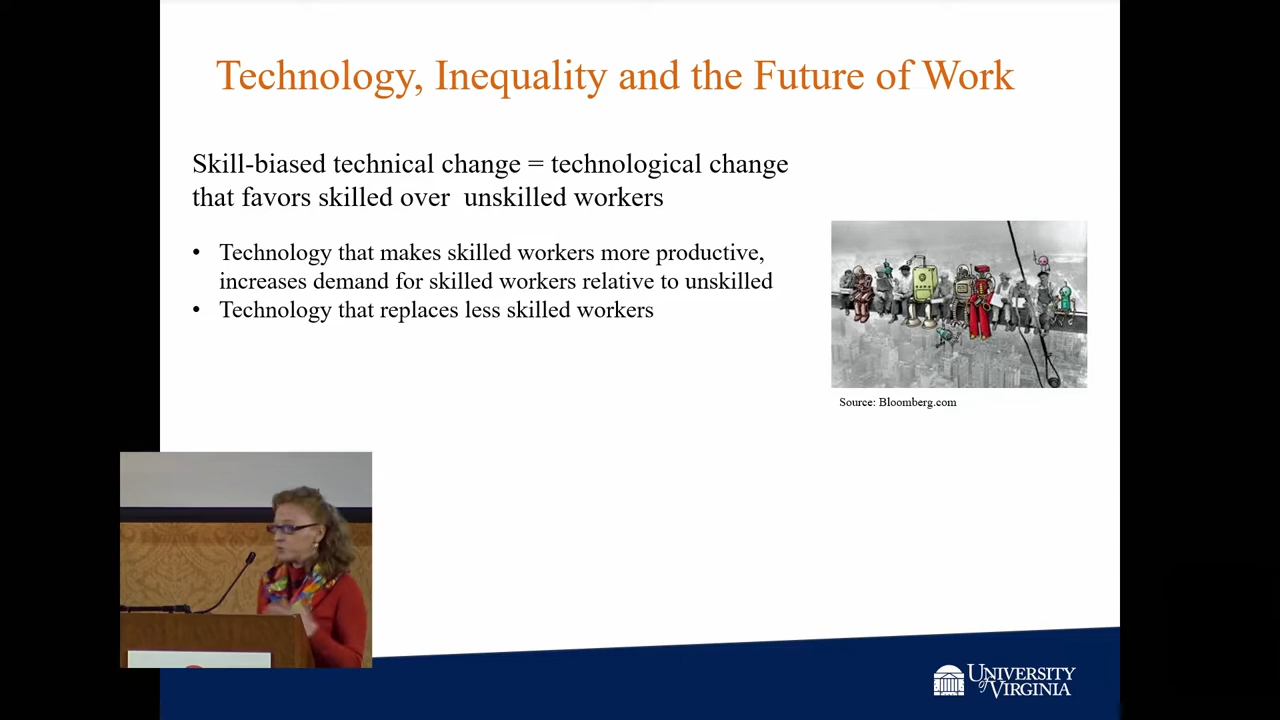 Technology, Inequality and the Future of Work
Skill-biased technical change = technological change
that favors skilled over  unskilled workers
• Technology that makes skilled workers more productive,
increases demand for skilled workers relative to unskilled
• Technology that replaces less skilled workers
Source: Bloomberg.com
UNIVERSITY
of VIRGINIA